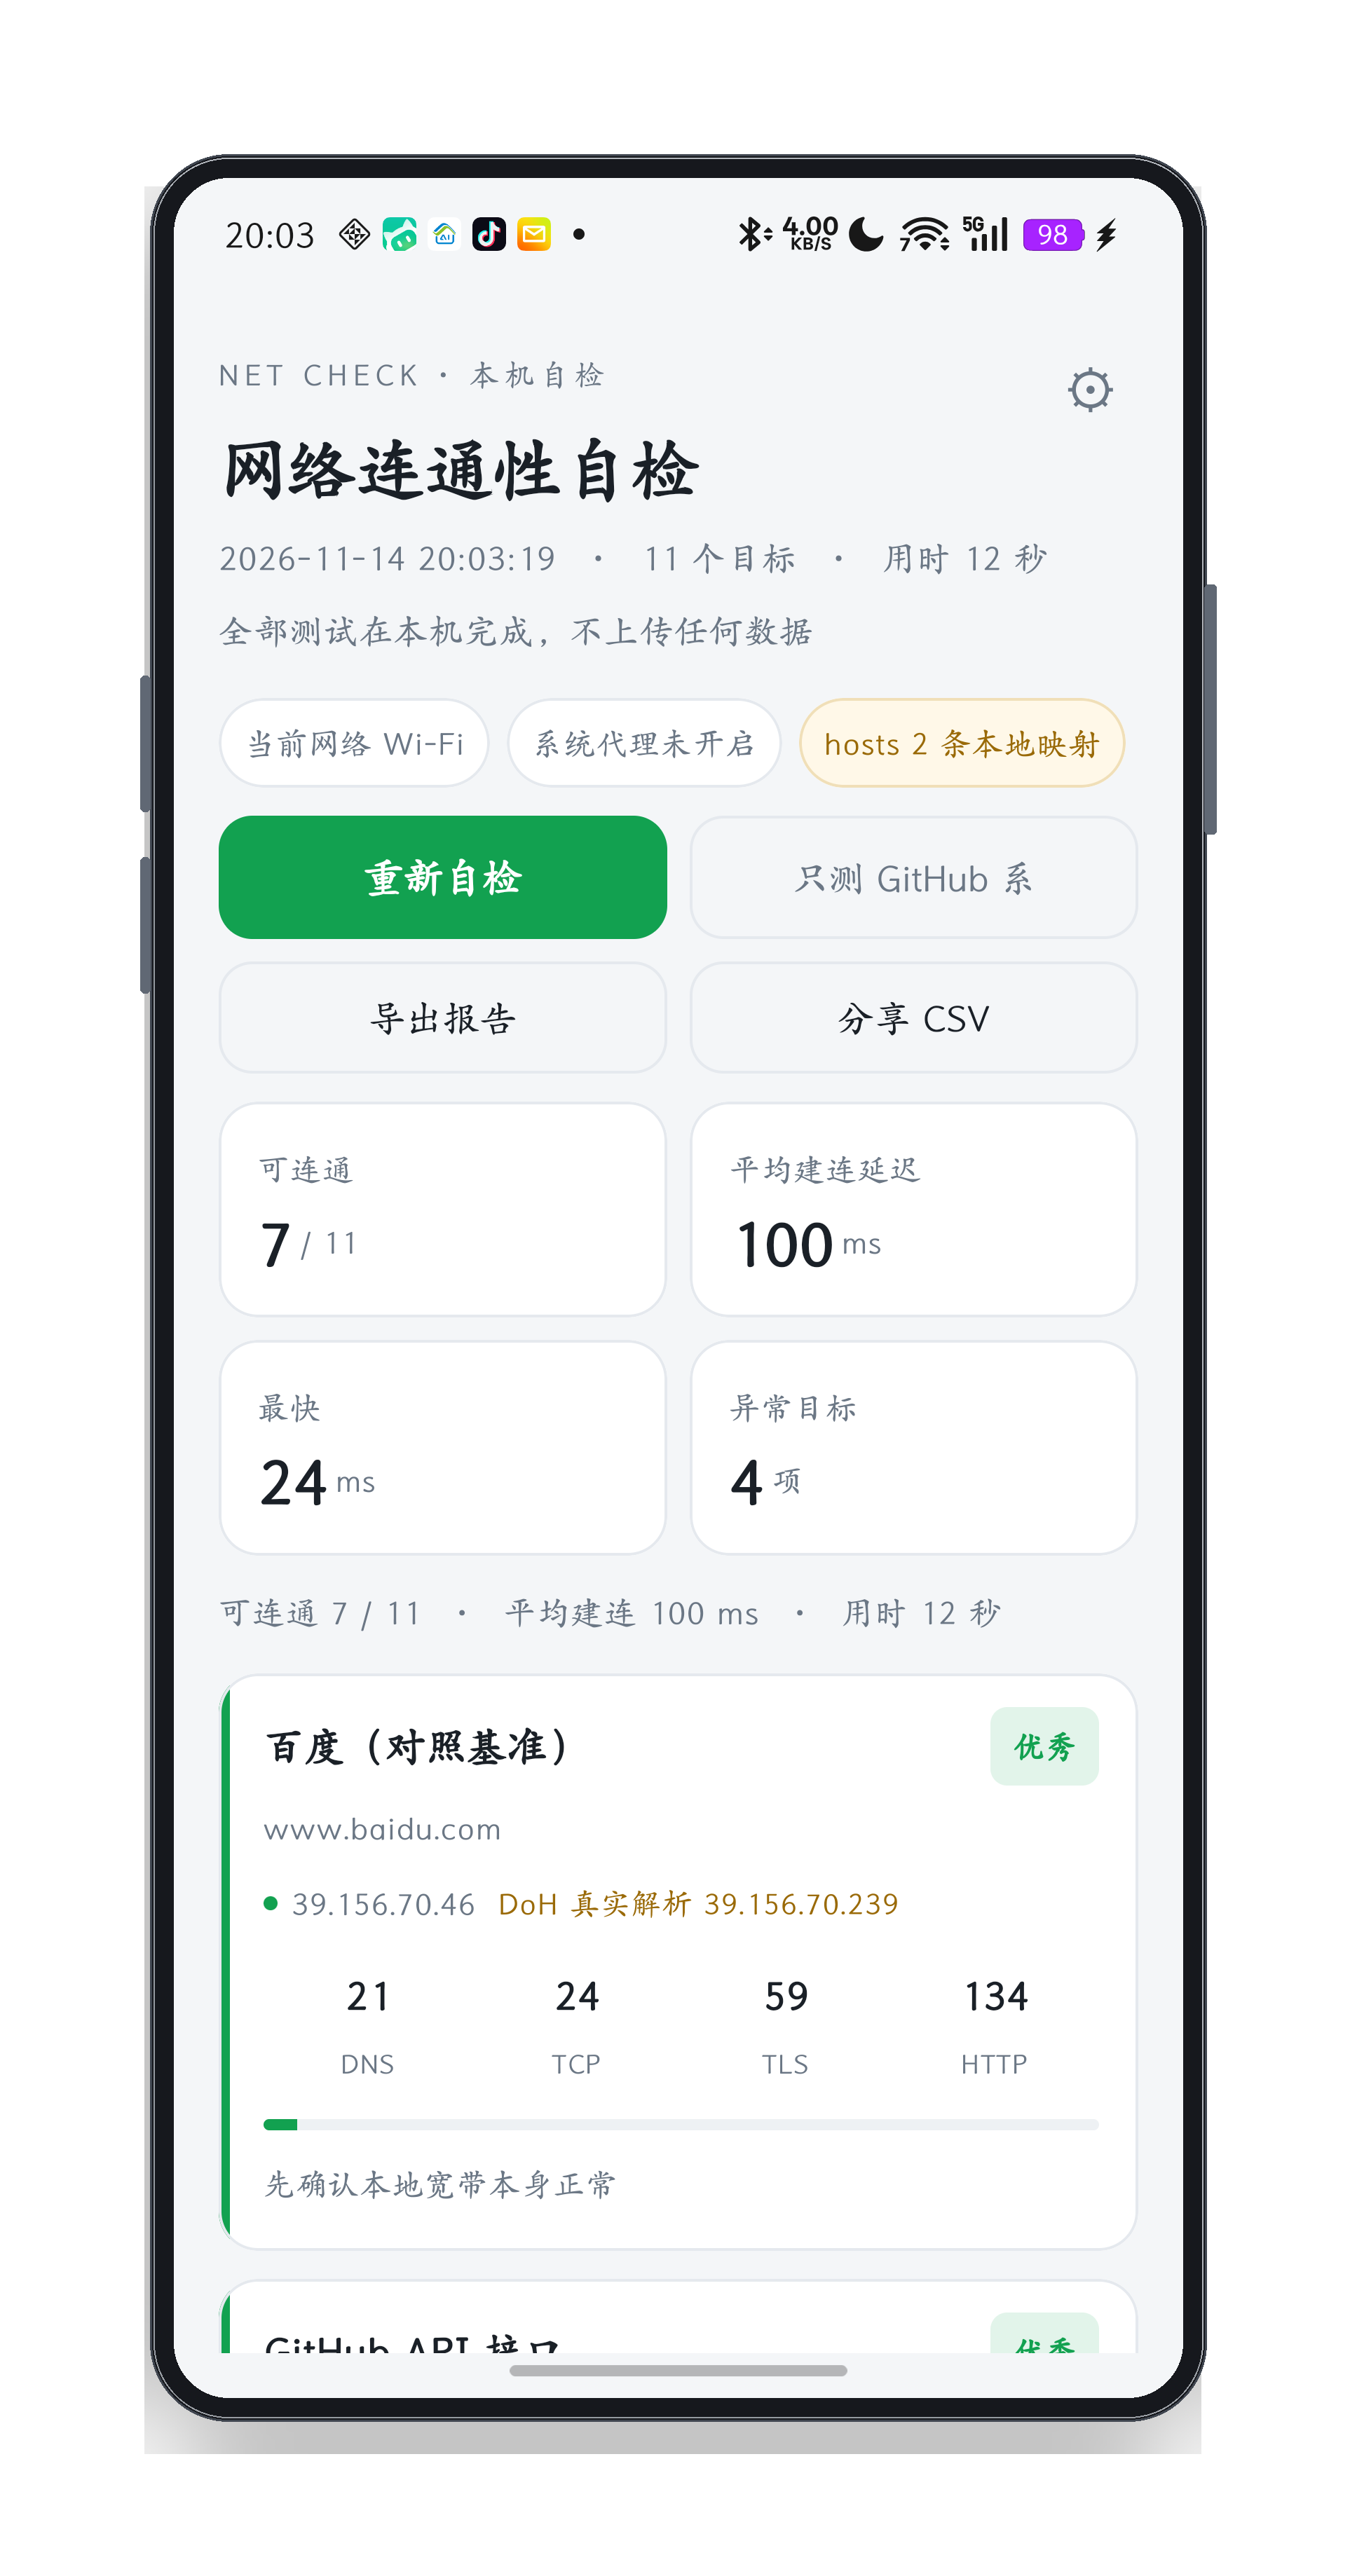 20:03 4.00 KB/S 7 5G 98
NET CHECK · 本机自检
网络连通性自检
2026-11-14 20:03:19 · 11 个目标 · 用时 12 秒
全部测试在本机完成，不上传任何数据
当前网络 Wi-Fi 系统代理未开启 hosts 2 条本地映射
重新自检 只测 GitHub 系
导出报告 分享 CSV
可连通 平均建连延迟
7 / 11 100 ms
最快 异常目标
24 ms 4 项
可连通 7 / 11 · 平均建连 100 ms · 用时 12 秒
百度（对照基准） 优秀
www.baidu.com
39.156.70.46 DoH 真实解析 39.156.70.239
21 24 59 134
DNS TCP TLS HTTP
先确认本地宽带本身正常
GitHub API 接口 优秀